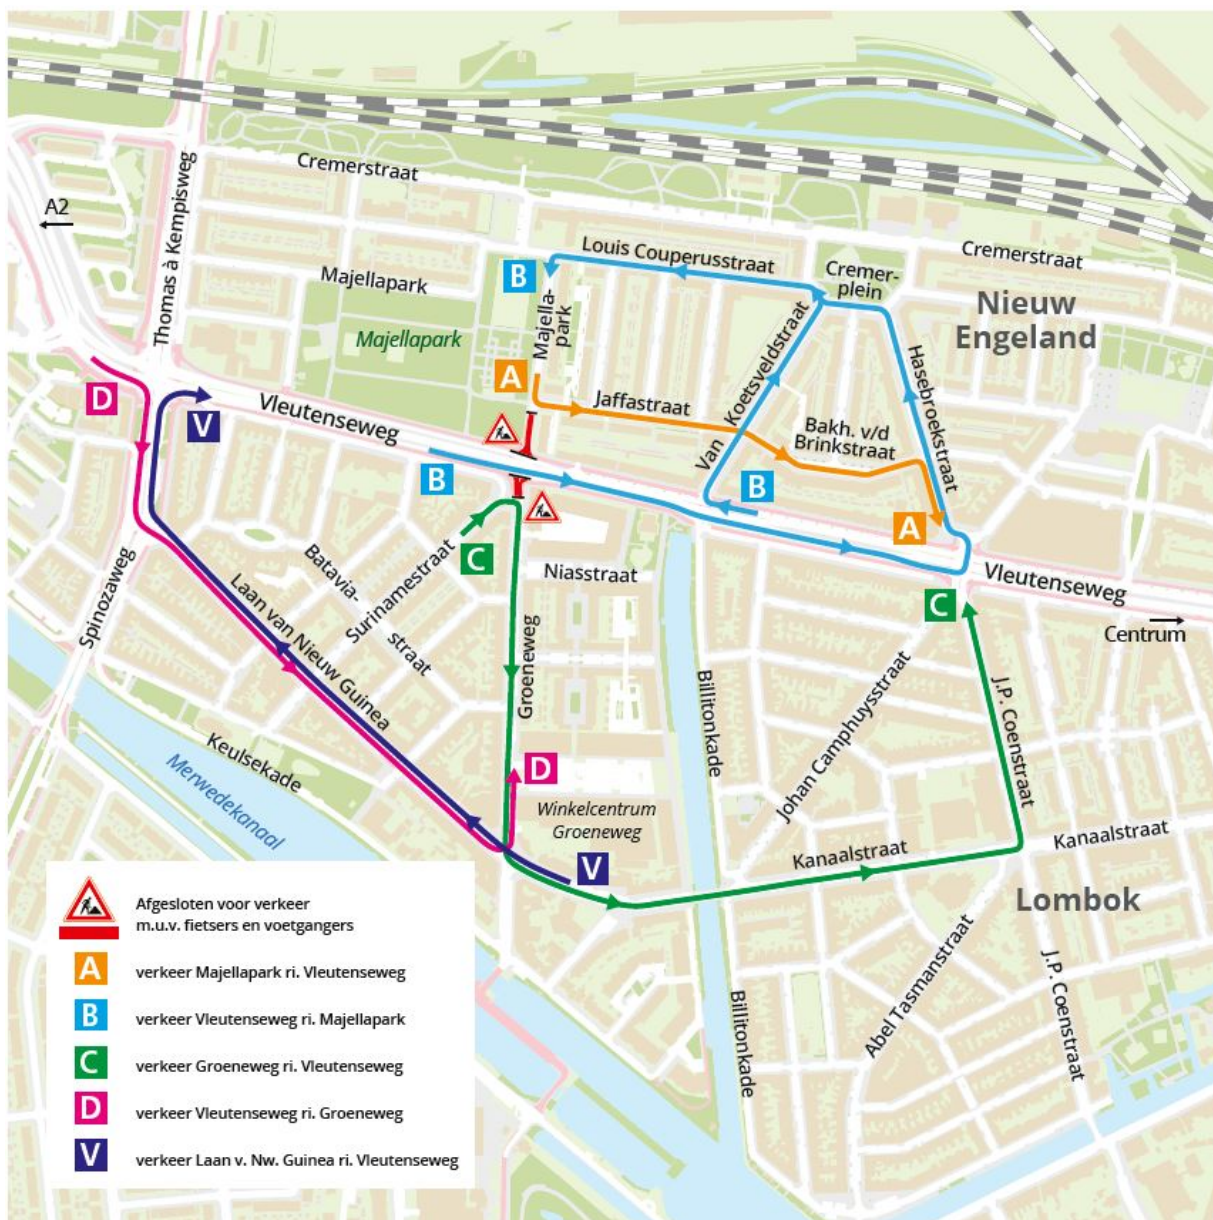 Cremerstraat
A2
Thomas à Kempisweg
Louis Couperusstraat
Cremerstraat
B
Cremer-
plein
Majellapark
Majella-
park
Nieuw
Engeland
Majellapark
Van Koetsveldstraat
Hasebroekstraat
D
A
Jaffastraat
V
Vleutenseweg
Bakh. v/d
Brinkstraat
B
B
A
C
Niasstraat
Vleutenseweg
C
Centrum
Spinozaweg
Batavia-
straat
Surinamestraat
Laan van Nieuw Guinea
Groeneweg
Billitonkade
Johan Camphuysstraat
J.P. Coenstraat
Keulsekade
Merwedekanaal
D
Winkelcentrum
Groeneweg
Kanaalstraat
Kanaalstraat
V
Lombok
Abel Tasmanstraat
J.P. Coenstraat
Billitonkade
Afgesloten voor verkeer
m.u.v. fietsers en voetgangers
A verkeer Majellapark ri. Vleutenseweg
B verkeer Vleutenseweg ri. Majellapark
C verkeer Groeneweg ri. Vleutenseweg
D verkeer Vleutenseweg ri. Groeneweg
V verkeer Laan v. Nw. Guinea ri. Vleutenseweg